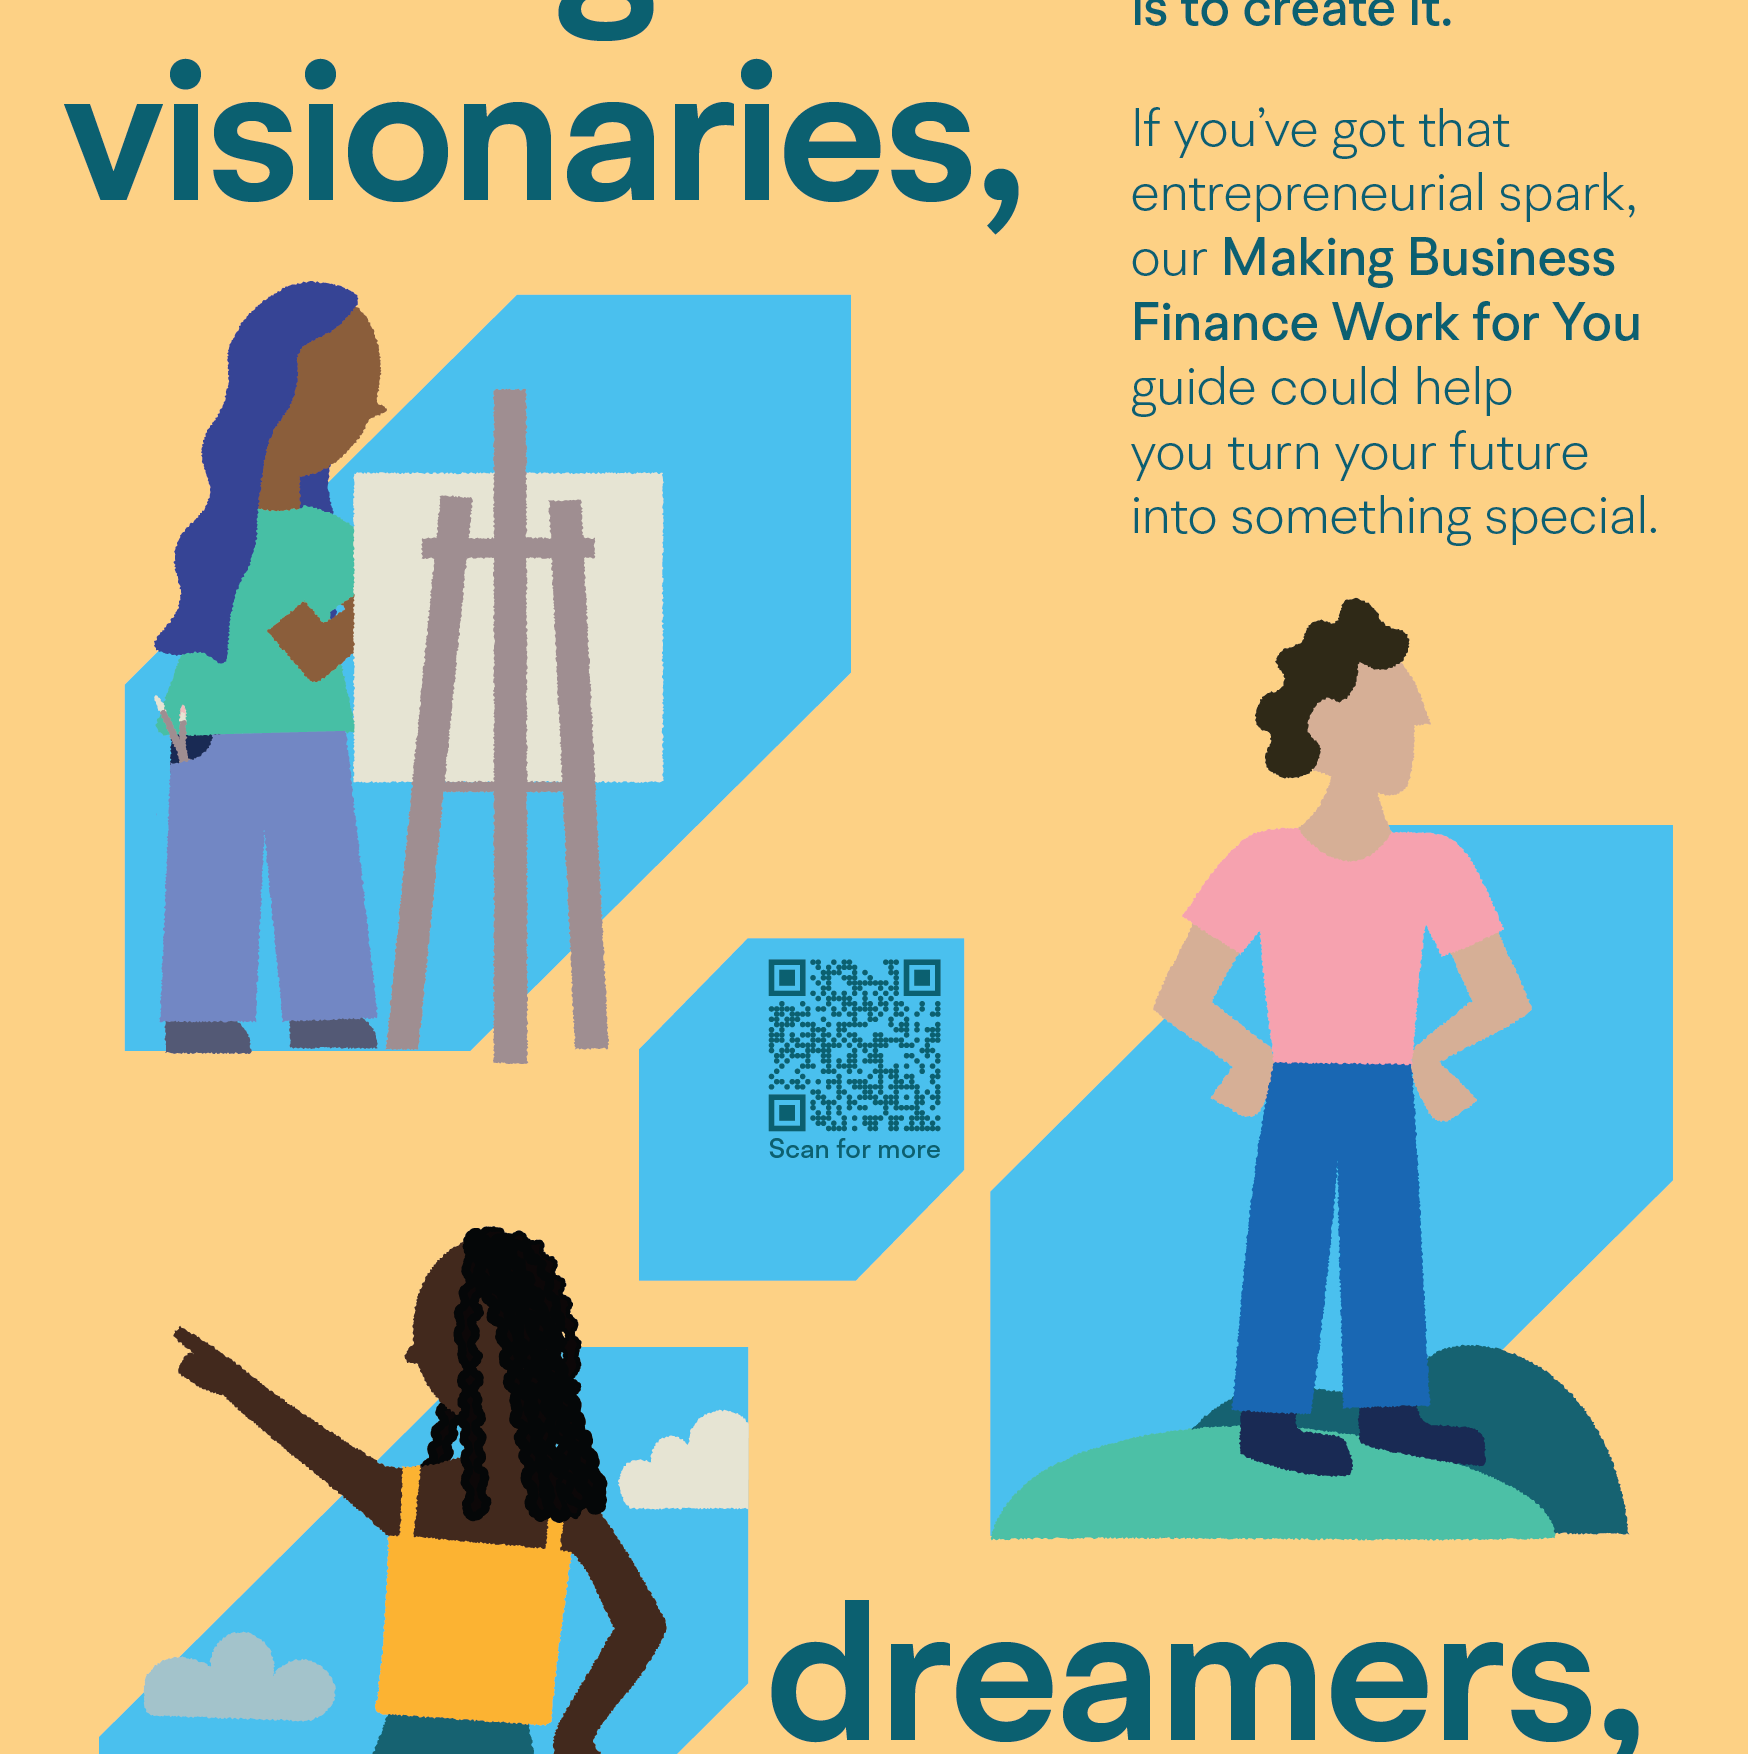 g
visionaries,
is to create it.
If you’ve got that
entrepreneurial spark,
our Making Business
Finance Work for You
guide could help
you turn your future
into something special.
Scan for more
dreamers,